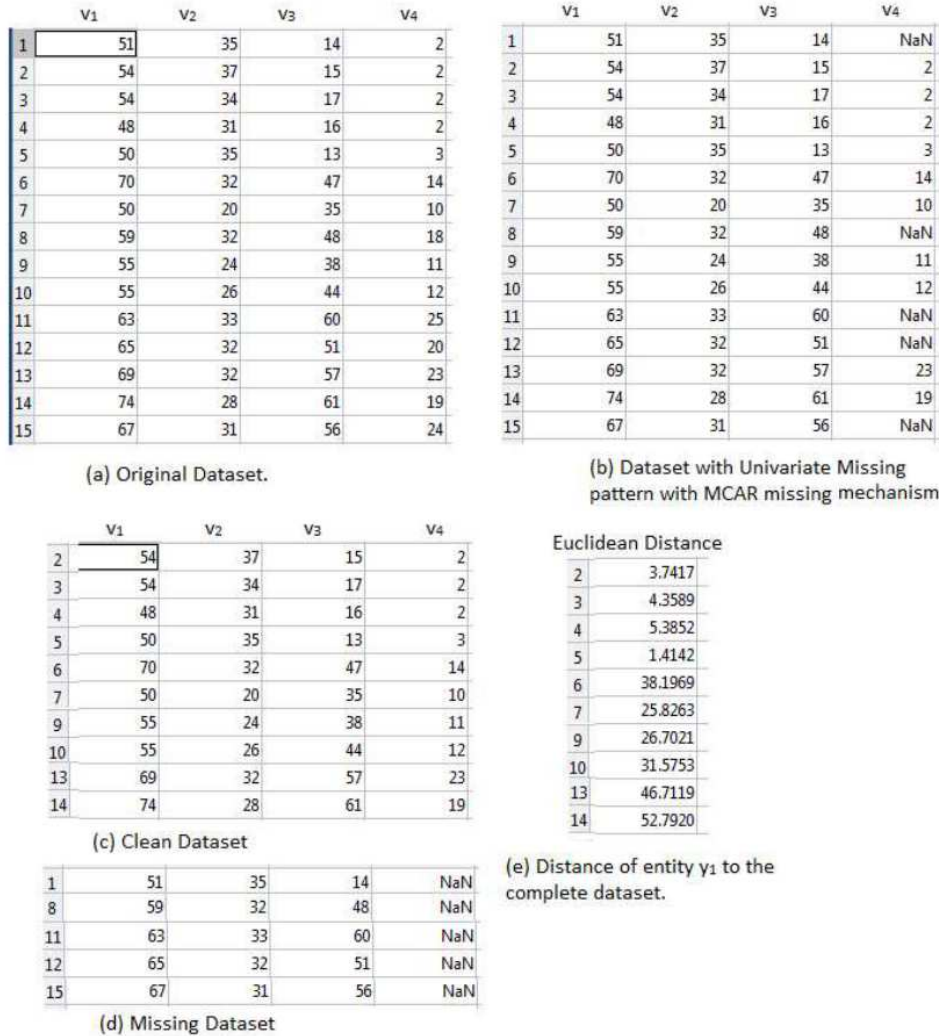 V1 V2 V3 V4
1 51 35 14 2
2 54 37 15 2
3 54 34 17 2
4 48 31 16 2
5 50 35 13 3
6 70 32 47 14
7 50 20 35 10
8 59 32 48 18
9 55 24 38 11
10 55 26 44 12
11 63 33 60 25
12 65 32 51 20
13 69 32 57 23
14 74 28 61 19
15 67 31 56 24
(a) Original Dataset.
V1 V2 V3 V4
1 51 35 14 NaN
2 54 37 15 2
3 54 34 17 2
4 48 31 16 2
5 50 35 13 3
6 70 32 47 14
7 50 20 35 10
8 59 32 48 NaN
9 55 24 38 11
10 55 26 44 12
11 63 33 60 NaN
12 65 32 51 NaN
13 69 32 57 23
14 74 28 61 19
15 67 31 56 NaN
(b) Dataset with Univariate Missing
pattern with MCAR missing mechanism
V1 V2 V3 V4
2 54 37 15 2
3 54 34 17 2
4 48 31 16 2
5 50 35 13 3
6 70 32 47 14
7 50 20 35 10
9 55 24 38 11
10 55 26 44 12
13 69 32 57 23
14 74 28 61 19
(c) Clean Dataset
1 51 35 14 NaN
8 59 32 48 NaN
11 63 33 60 NaN
12 65 32 51 NaN
15 67 31 56 NaN
(d) Missing Dataset
Euclidean Distance
2 3.7417
3 4.3589
4 5.3852
5 1.4142
6 38.1969
7 25.8263
9 26.7021
10 31.5753
13 46.7119
14 52.7920
(e) Distance of entity y1 to the
complete dataset.